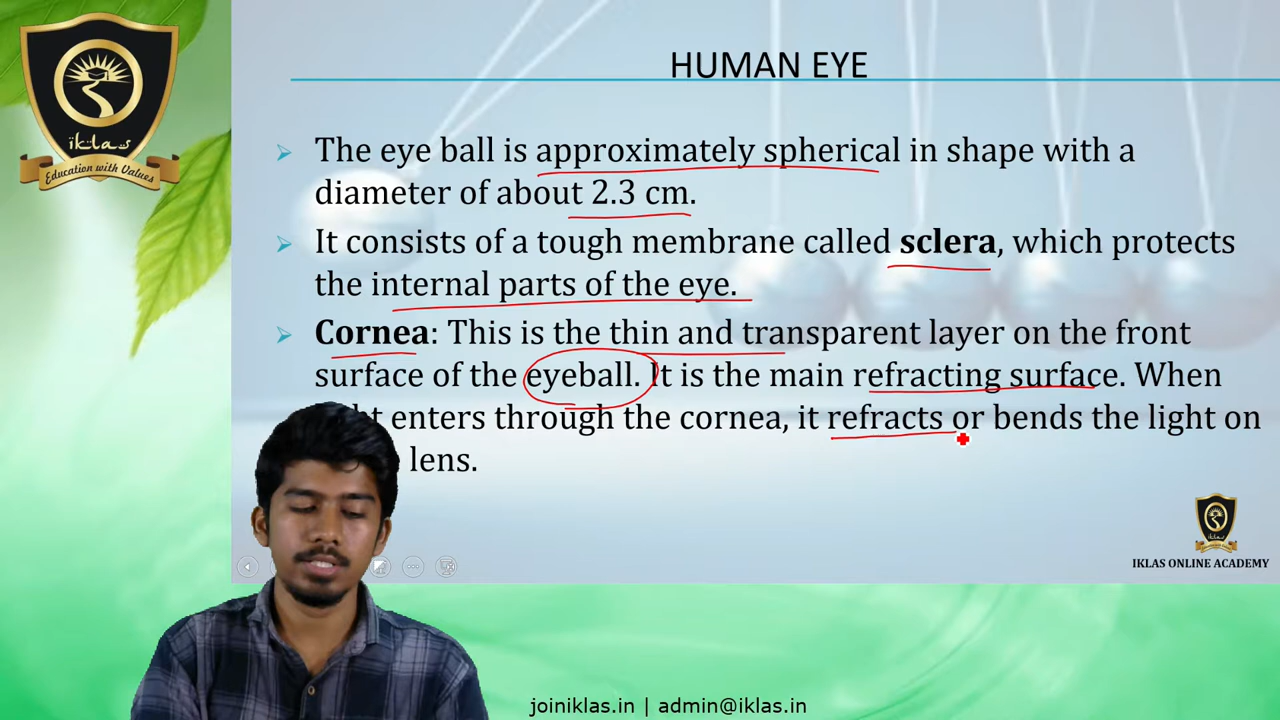 iklas
Education with Values
HUMAN EYE
The eye ball is approximately spherical in shape with a
diameter of about 2.3 cm.
It consists of a tough membrane called sclera, which protects
the internal parts of the eye.
Cornea: This is the thin and transparent layer on the front
surface of the eyeball. It is the main refracting surface. When
enters through the cornea, it refracts or bends the light on
lens.
IKLAS ONLINE ACADEMY
joiniklas.in | admin@iklas.in